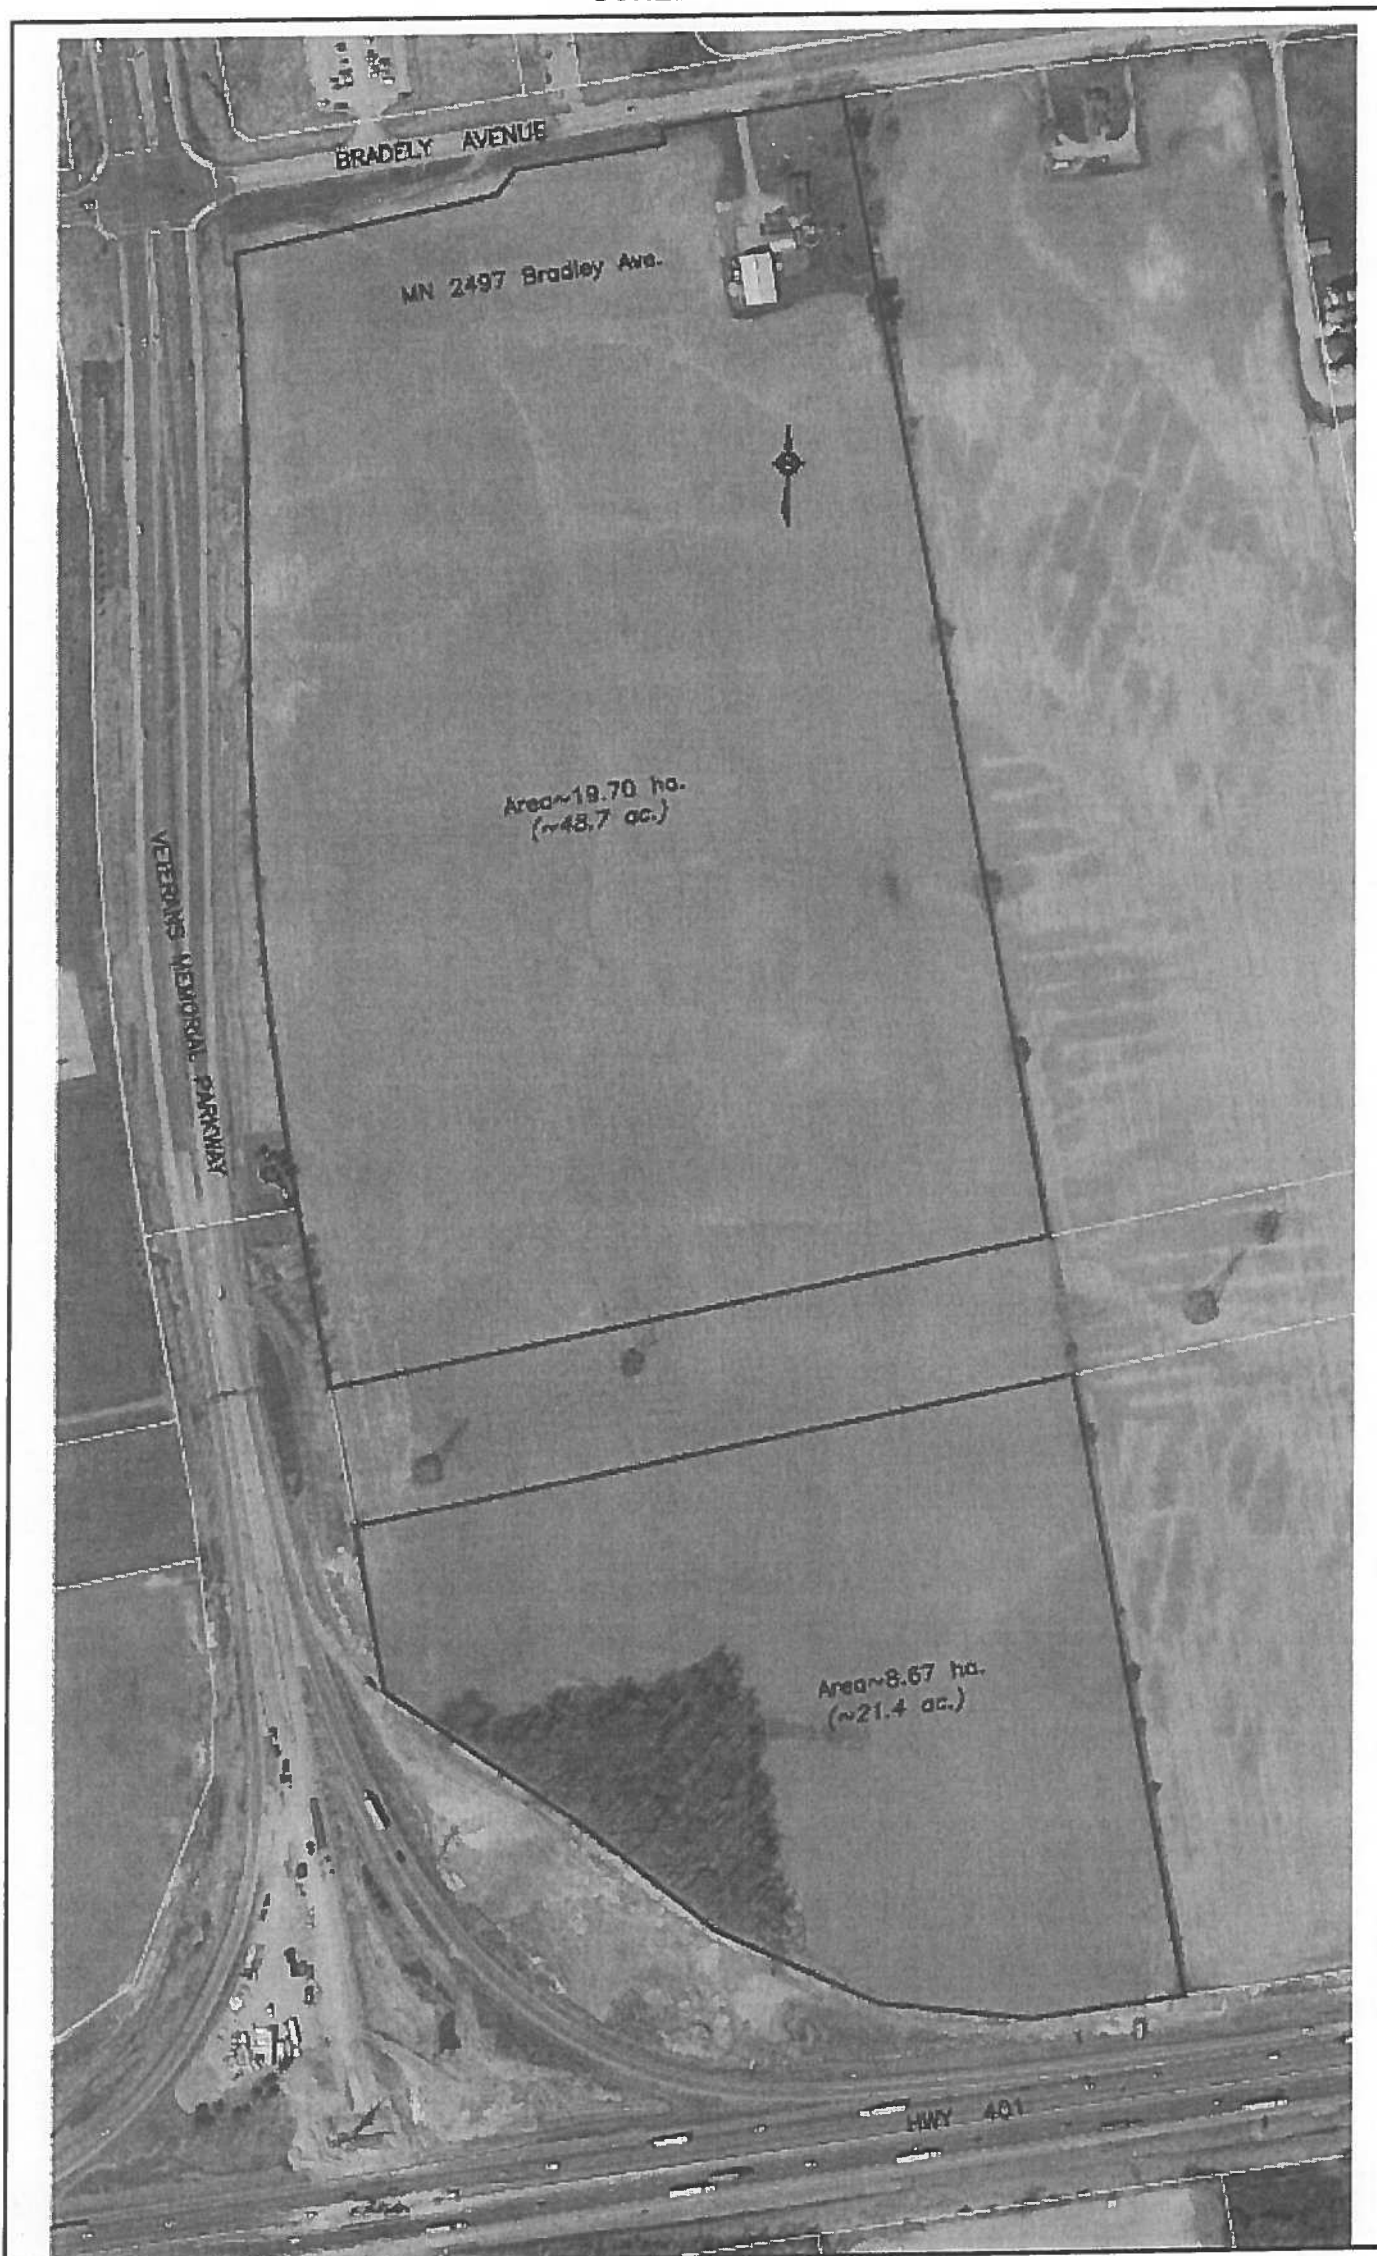 BRADELY AVENUE
MN 2497 Bradley Ave.
Area~19.70 ha.
(~48.7 ac.)
VETERANS MEMORIAL PARKWAY
Area~8.67 ha.
(~21.4 ac.)
HWY 401